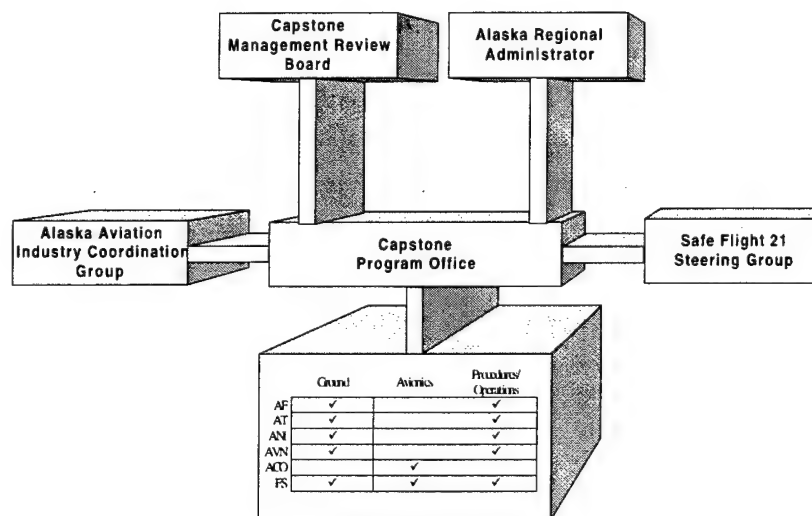 Capstone
Management Review
Board
Alaska Regional
Administrator
Alaska Aviation
Industry Coordination
Group
Capstone
Program Office
Safe Flight 21
Steering Group
Ground Avionics Procedures/
Operations
AF ✓ ✓
AT ✓ ✓
ANI ✓ ✓
AVN ✓ ✓
ACO ✓
FS ✓ ✓ ✓